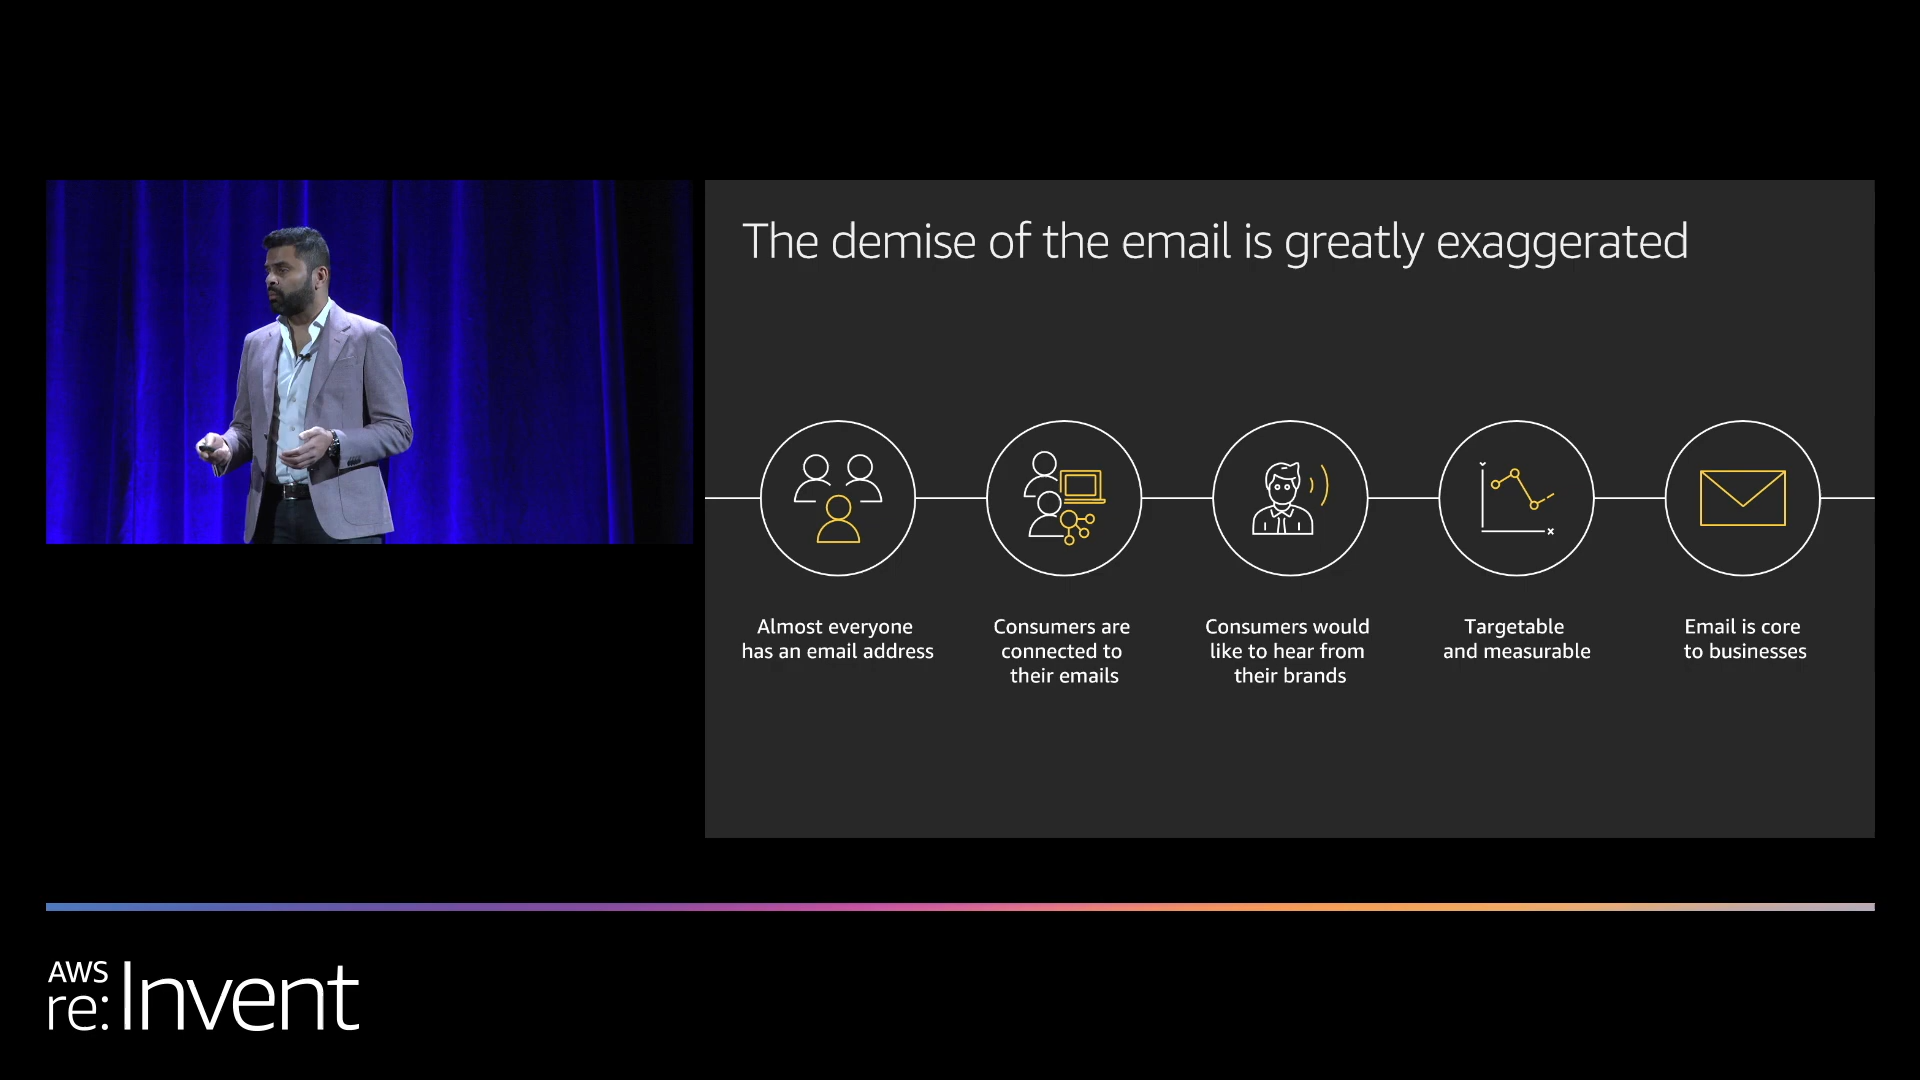 The demise of the email is greatly exaggerated
Almost everyone
has an email address
Consumers are
connected to
their emails
Consumers would
like to hear from
their brands
Targetable
and measurable
Email is core
to businesses
AWS
re:Invent